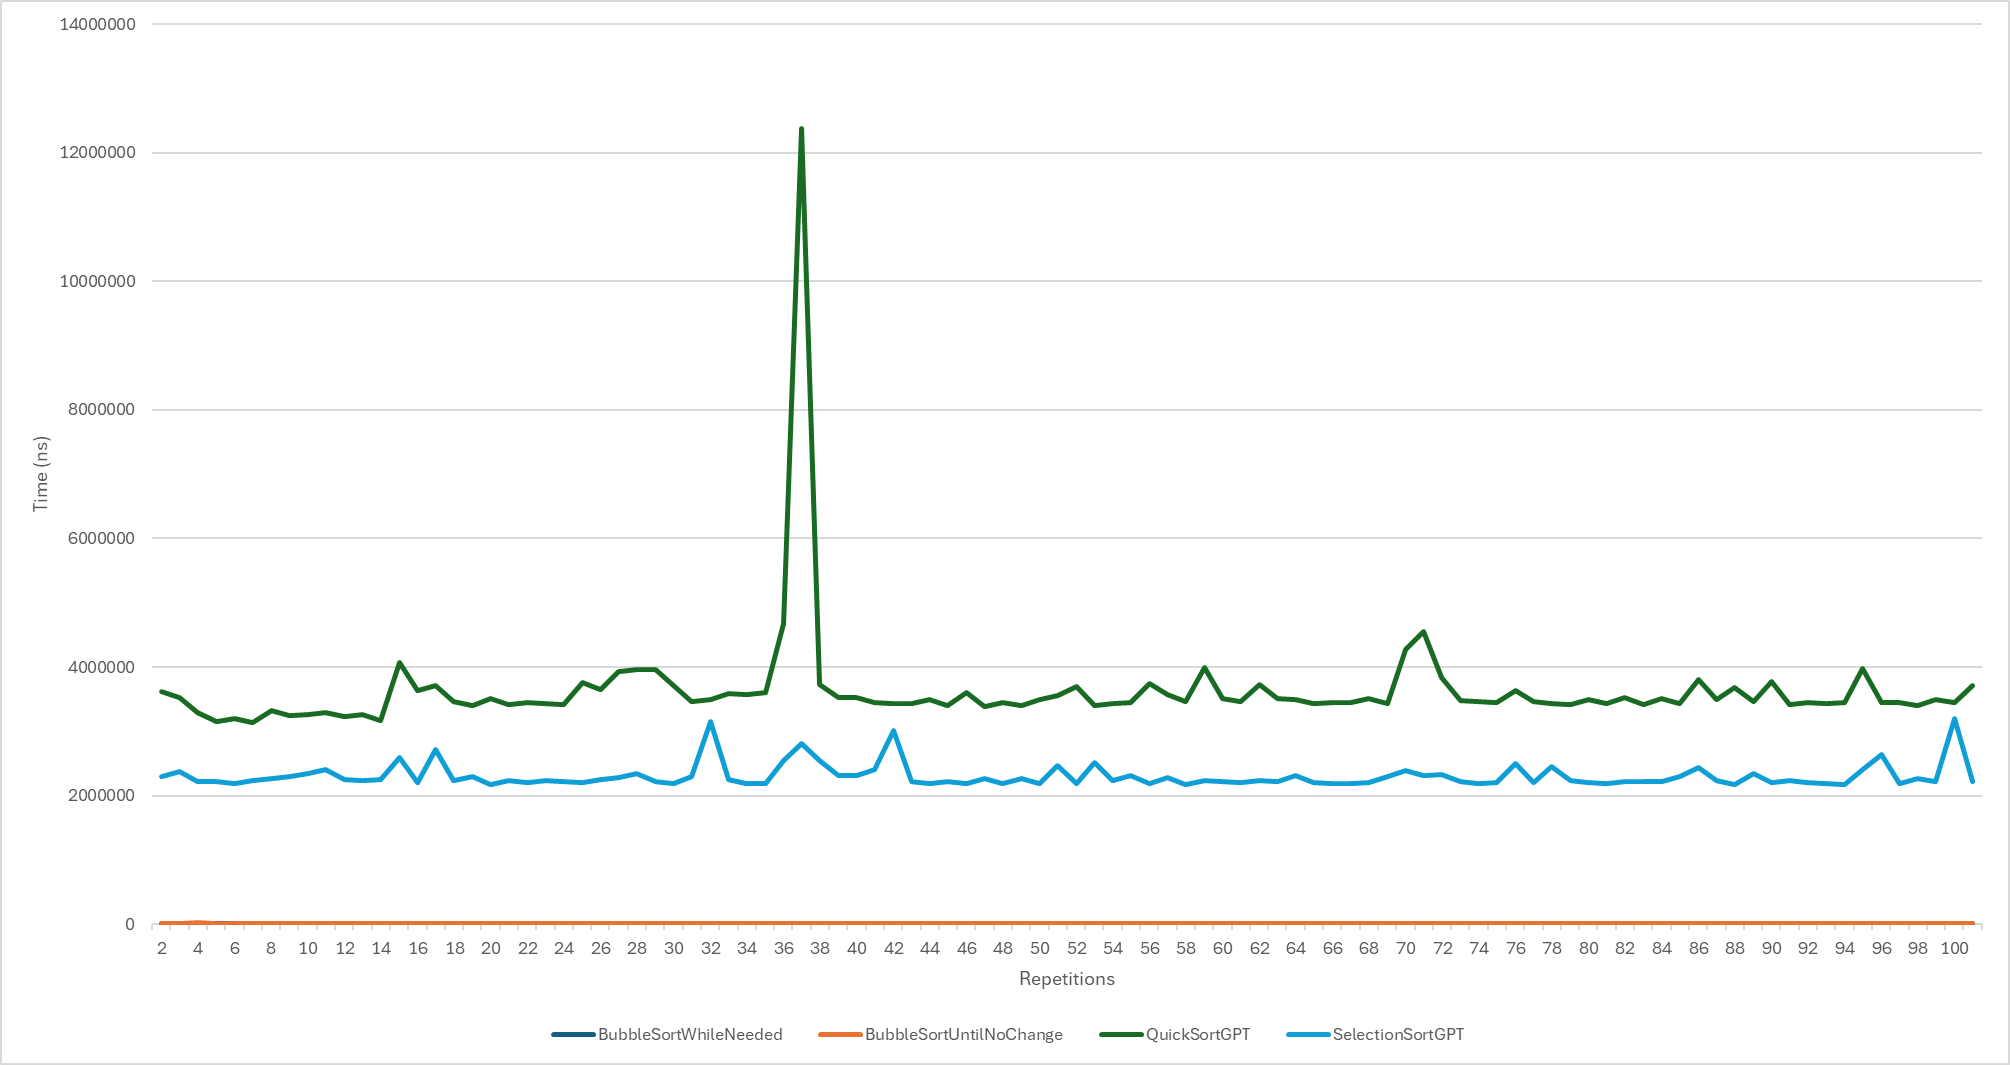 14000000
12000000
10000000
8000000
6000000
4000000
2000000
0
Time (ns)
2 4 6 8 10 12 14 16 18 20 22 24 26 28 30 32 34 36 38 40 42 44 46 48 50 52 54 56 58 60 62 64 66 68 70 72 74 76 78 80 82 84 86 88 90 92 94 96 98 100
Repetitions
BubbleSortWhileNeeded BubbleSortUntilNoChange QuickSortGPT SelectionSortGPT